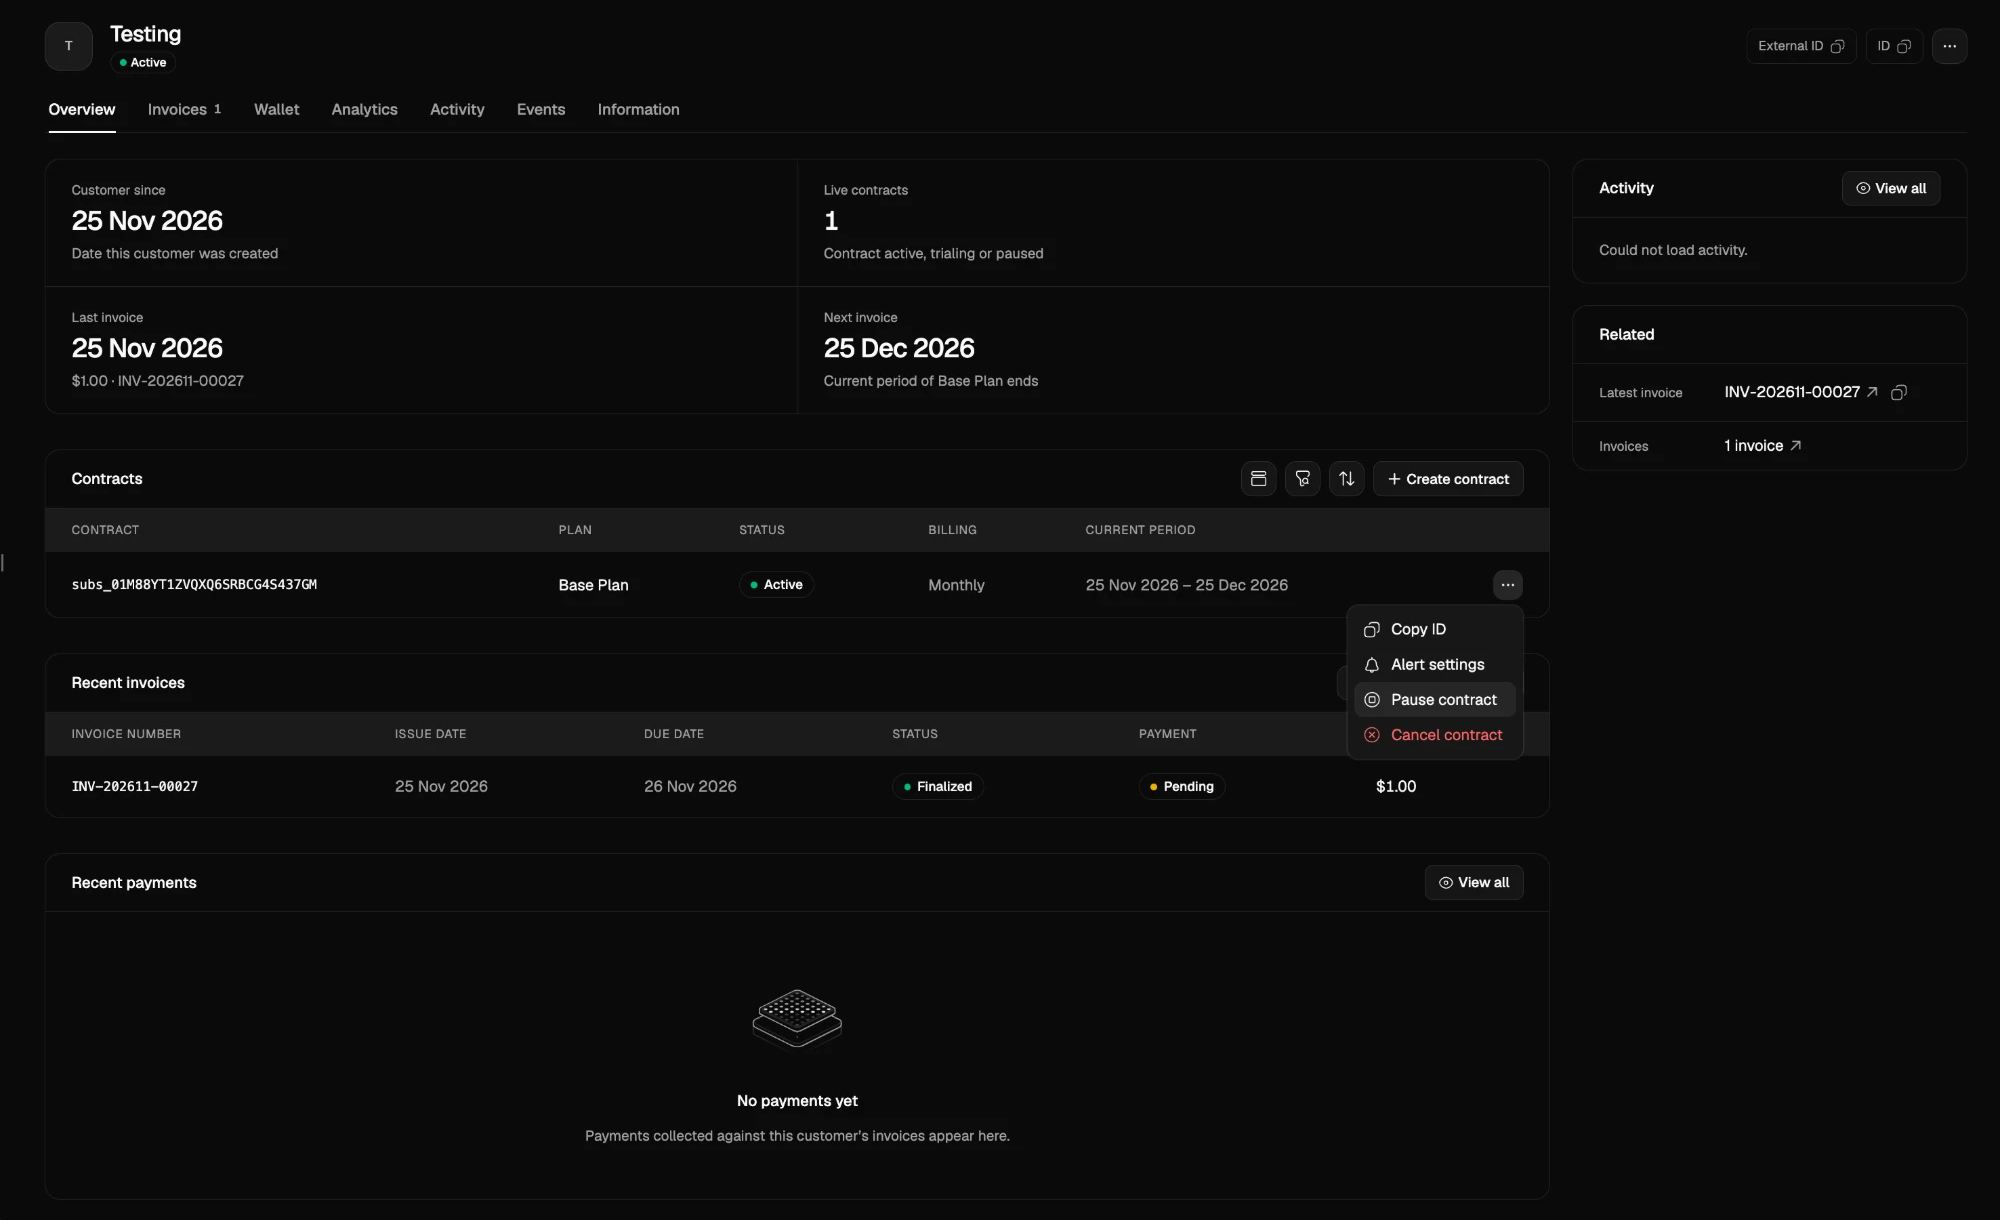 T
Testing
Active
External ID
ID
Overview
Invoices 1
Wallet
Analytics
Activity
Events
Information
Customer since
25 Nov 2026
Date this customer was created
Live contracts
1
Contract active, trialing or paused
Last invoice
25 Nov 2026
$1.00 · INV-202611-00027
Next invoice
25 Dec 2026
Current period of Base Plan ends
Activity
View all
Could not load activity.
Related
Latest invoice INV-202611-00027
Invoices 1 invoice
Contracts
Create contract
CONTRACT PLAN STATUS BILLING CURRENT PERIOD
subs_01M88YT1ZVQXQ6SRBCG4S437GM Base Plan Active Monthly 25 Nov 2026 – 25 Dec 2026
Copy ID
Alert settings
Pause contract
Cancel contract
Recent invoices
INVOICE NUMBER ISSUE DATE DUE DATE STATUS PAYMENT
INV-202611-00027 25 Nov 2026 26 Nov 2026 Finalized Pending $1.00
Recent payments
View all
No payments yet
Payments collected against this customer's invoices appear here.